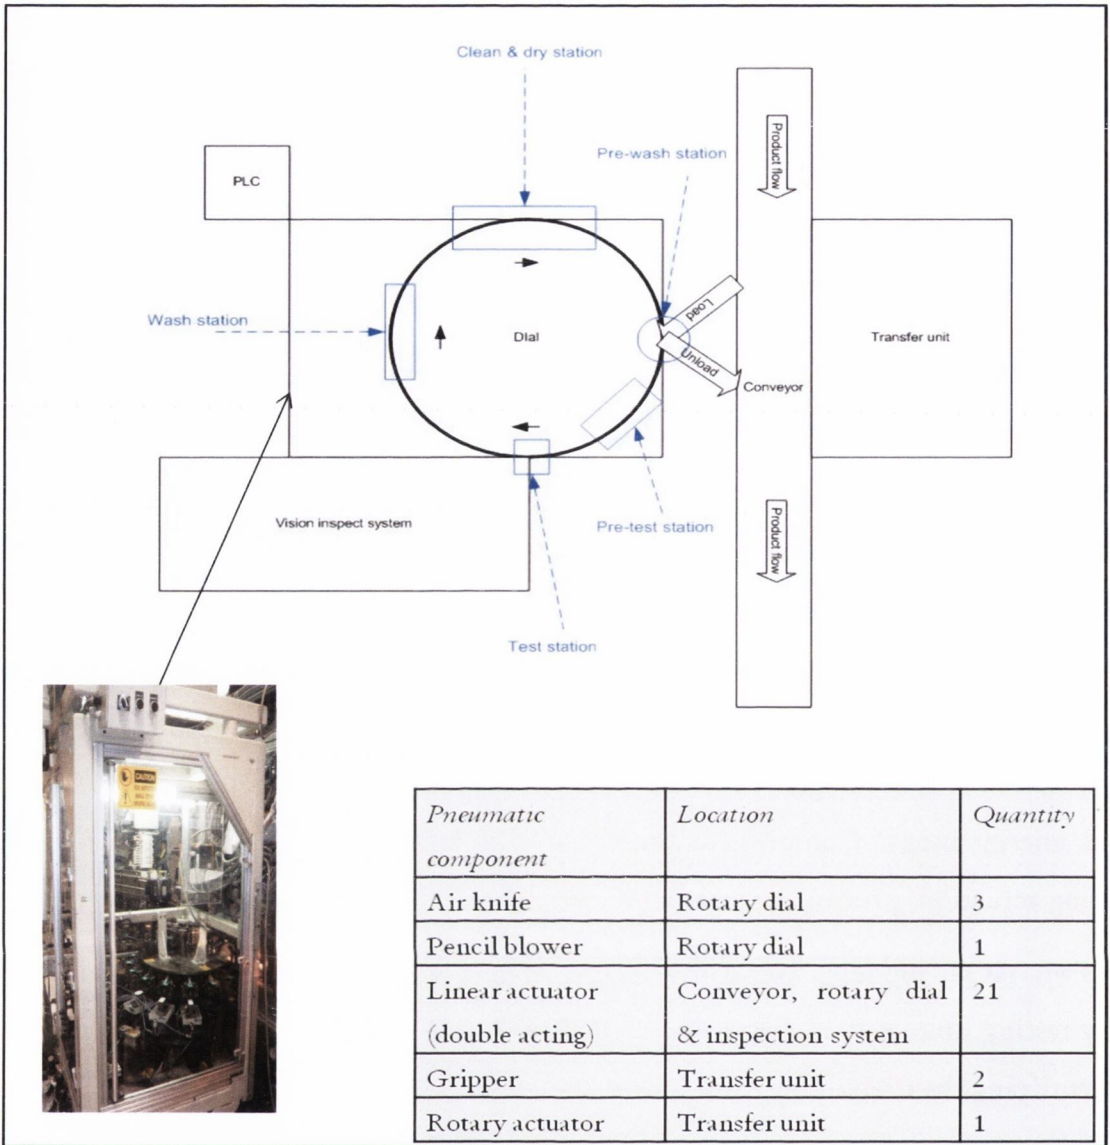 Clean & dry station
Product flow
Pre-wash station
PLC
Load
Wash station
Dial
Transfer unit
Unload
Conveyor
Vision inspect system
Product flow
Pre-test station
Test station
CAUTION
Pneumatic component Location Quantity
Air knife Rotary dial 3
Pencil blower Rotary dial 1
Linear actuator Conveyor, rotary dial 21
(double acting) & inspection system
Gripper Transfer unit 2
Rotary actuator Transfer unit 1